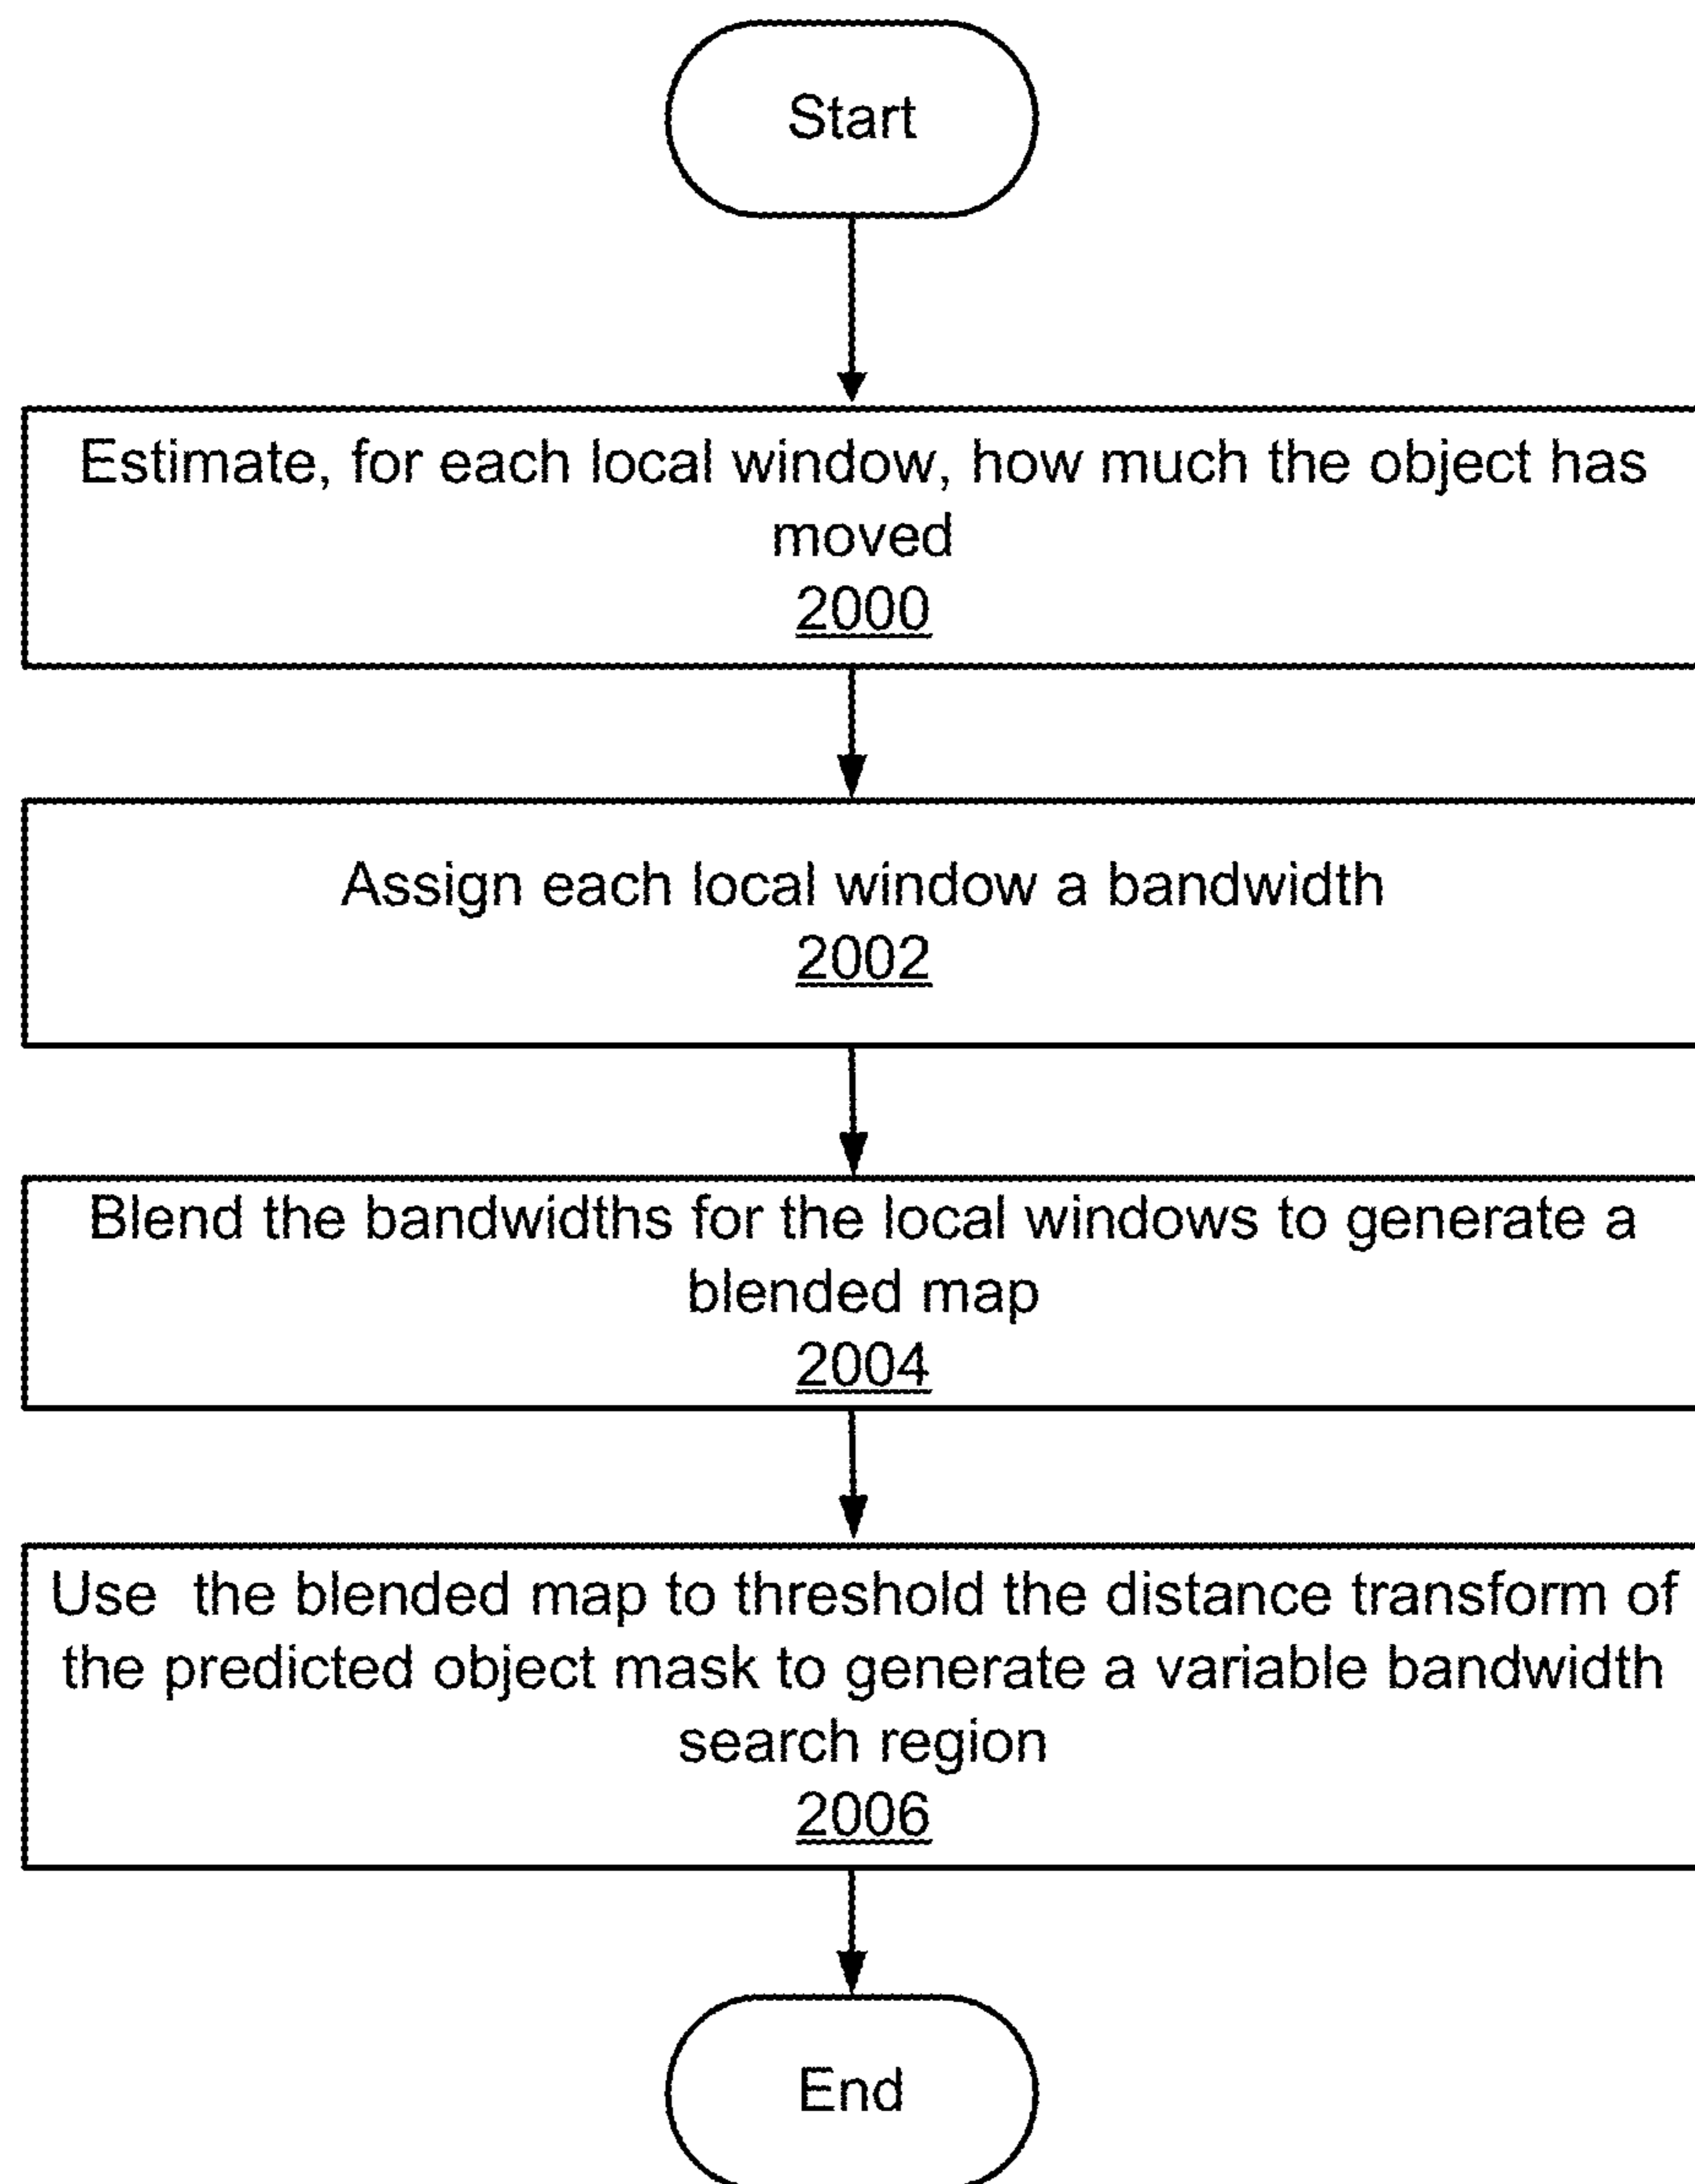 Start
Estimate, for each local window, how much the object has
moved
2000
Assign each local window a bandwidth
2002
Blend the bandwidths for the local windows to generate a
blended map
2004
Use the blended map to threshold the distance transform of
the predicted object mask to generate a variable bandwidth
search region
2006
End